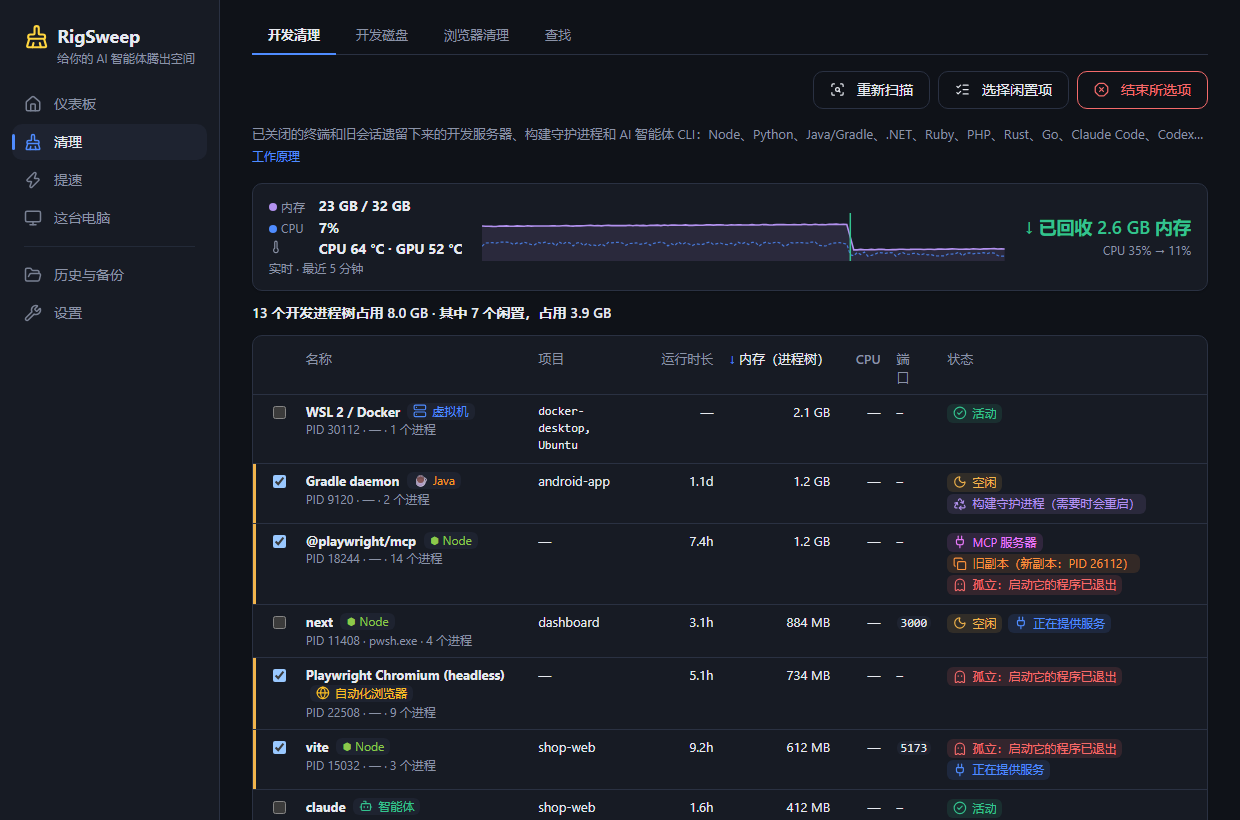 RigSweep
给你的 AI 智能体腾出空间
仪表板
清理
提速
这台电脑
历史与备份
设置
开发清理 开发磁盘 浏览器清理 查找
重新扫描 选择闲置项 结束所选项
已关闭的终端和旧会话遗留下来的开发服务器、构建守护进程和 AI 智能体 CLI：Node、Python、Java/Gradle、.NET、Ruby、PHP、Rust、Go、Claude Code、Codex...
工作原理
内存 23 GB / 32 GB
CPU 7%
CPU 64 °C · GPU 52 °C
实时 · 最近 5 分钟
↓ 已回收 2.6 GB 内存
CPU 35% → 11%
13 个开发进程树占用 8.0 GB · 其中 7 个闲置，占用 3.9 GB
名称 项目 运行时长 ↓ 内存（进程树） CPU 端口
状态
WSL 2 / Docker 虚拟机 docker-desktop, Ubuntu — 2.1 GB — – 活动
PID 30112 · — · 1 个进程
Gradle daemon Java android-app 1.1d 1.2 GB — – 空闲
PID 9120 · — · 2 个进程 构建守护进程（需要时会重启）
@playwright/mcp Node — 7.4h 1.2 GB — – MCP 服务器
PID 18244 · — · 14 个进程 旧副本（新副本：PID 26112）
孤立：启动它的程序已退出
next Node dashboard 3.1h 884 MB — 3000 空闲 正在提供服务
PID 11408 · pwsh.exe · 4 个进程
Playwright Chromium (headless) — 5.1h 734 MB — – 孤立：启动它的程序已退出
自动化浏览器
PID 22508 · — · 9 个进程
vite Node shop-web 9.2h 612 MB — 5173 孤立：启动它的程序已退出
PID 15032 · — · 3 个进程 正在提供服务
claude 智能体 shop-web 1.6h 412 MB — – 活动